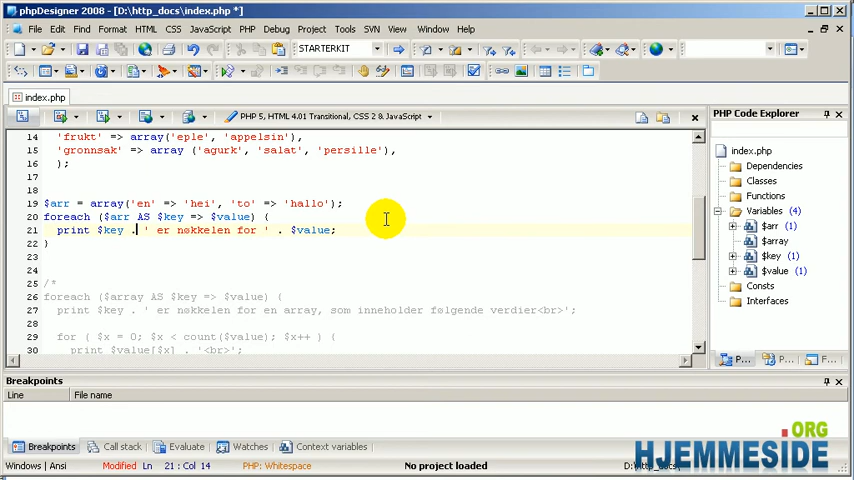 phpDesigner 2008 - [D:\http_docs\index.php *]
File Edit Find Format HTML CSS JavaScript PHP Debug Project Tools SVN View Window Help
STARTERKIT
index.php
PHP 5, HTML 4.01 Transitional, CSS 2 & JavaScript
PHP Code Explorer
14 'frukt' => array('eple', 'appelsin'),
15 'gronnsak' => array ('agurk', 'salat', 'persille'),
16 );
17
18
19 $arr = array('en' => 'hei', 'to' => 'hallo');
20 foreach ($arr AS $key => $value) {
21 print $key . ' er nøkkelen for ' . $value;
22 }
23
24
25 /*
26 foreach ($array AS $key => $value) {
27 print $key . ' er nøkkelen for en array, som inneholder følgende verdier<br>';
28
29 for ( $x = 0; $x < count($value); $x++ ) {
30 print $value[$x] . '<br>';
index.php
Dependencies
Classes
Functions
Variables (4)
$arr (1)
$array
$key (1)
$value (1)
Consts
Interfaces
P... P... F...
Breakpoints
Line File name
Breakpoints Call stack Evaluate Watches Context variables
Windows | Ansi Modified Ln 21 : Col 14 PHP: Whitespace No project loaded D:\http_docs\
.ORG
HJEMMESIDE